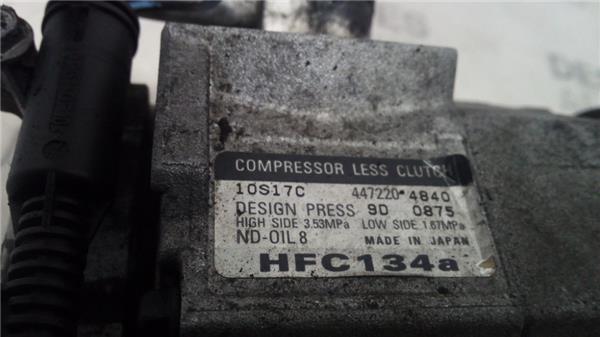 COMPRESSOR LESS CLUTCH
10S17C 447220-4840
DESIGN PRESS 9D 0875
HIGH SIDE 3.53MPa LOW SIDE 1.67MPa
ND-OIL 8 MADE IN JAPAN
HFC134a